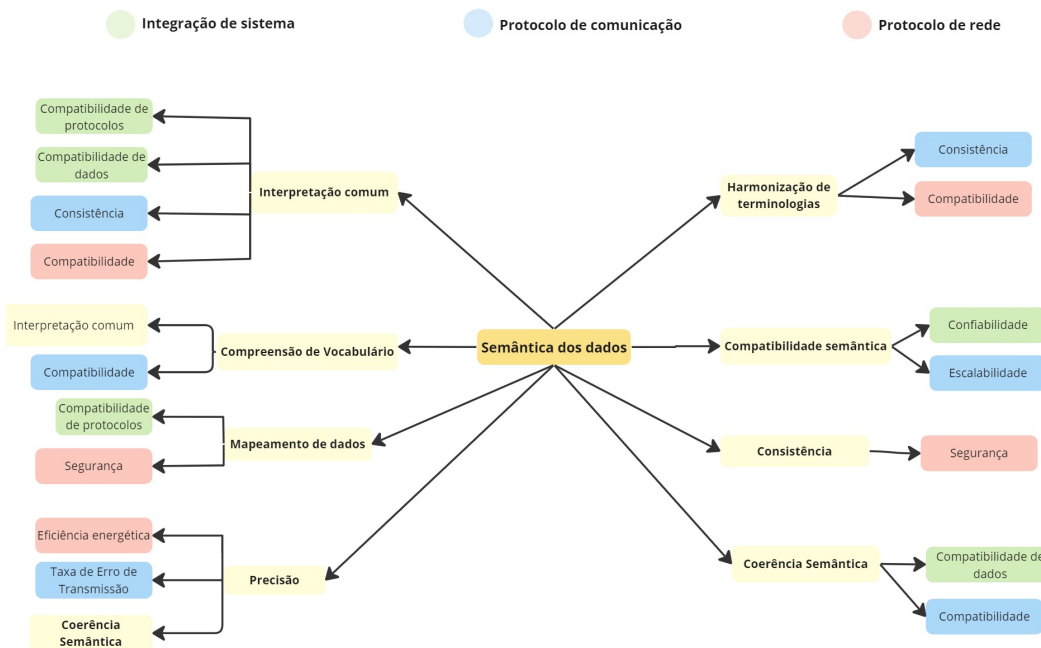 Integração de sistema
Protocolo de comunicação
Protocolo de rede
Compatibilidade de
protocolos
Compatibilidade de
dados
Consistência
Compatibilidade
Interpretação comum
Interpretação comum
Compatibilidade
Compreensão de Vocabulário
Compatibilidade
de protocolos
Segurança
Mapeamento de dados
Eficiência energética
Taxa de Erro de
Transmissão
Coerência
Semântica
Precisão
Semântica dos dados
Harmonização de
terminologias
Consistência
Compatibilidade
Compatibilidade semântica
Confiabilidade
Escalabilidade
Consistência
Segurança
Coerência Semântica
Compatibilidade de
dados
Compatibilidade